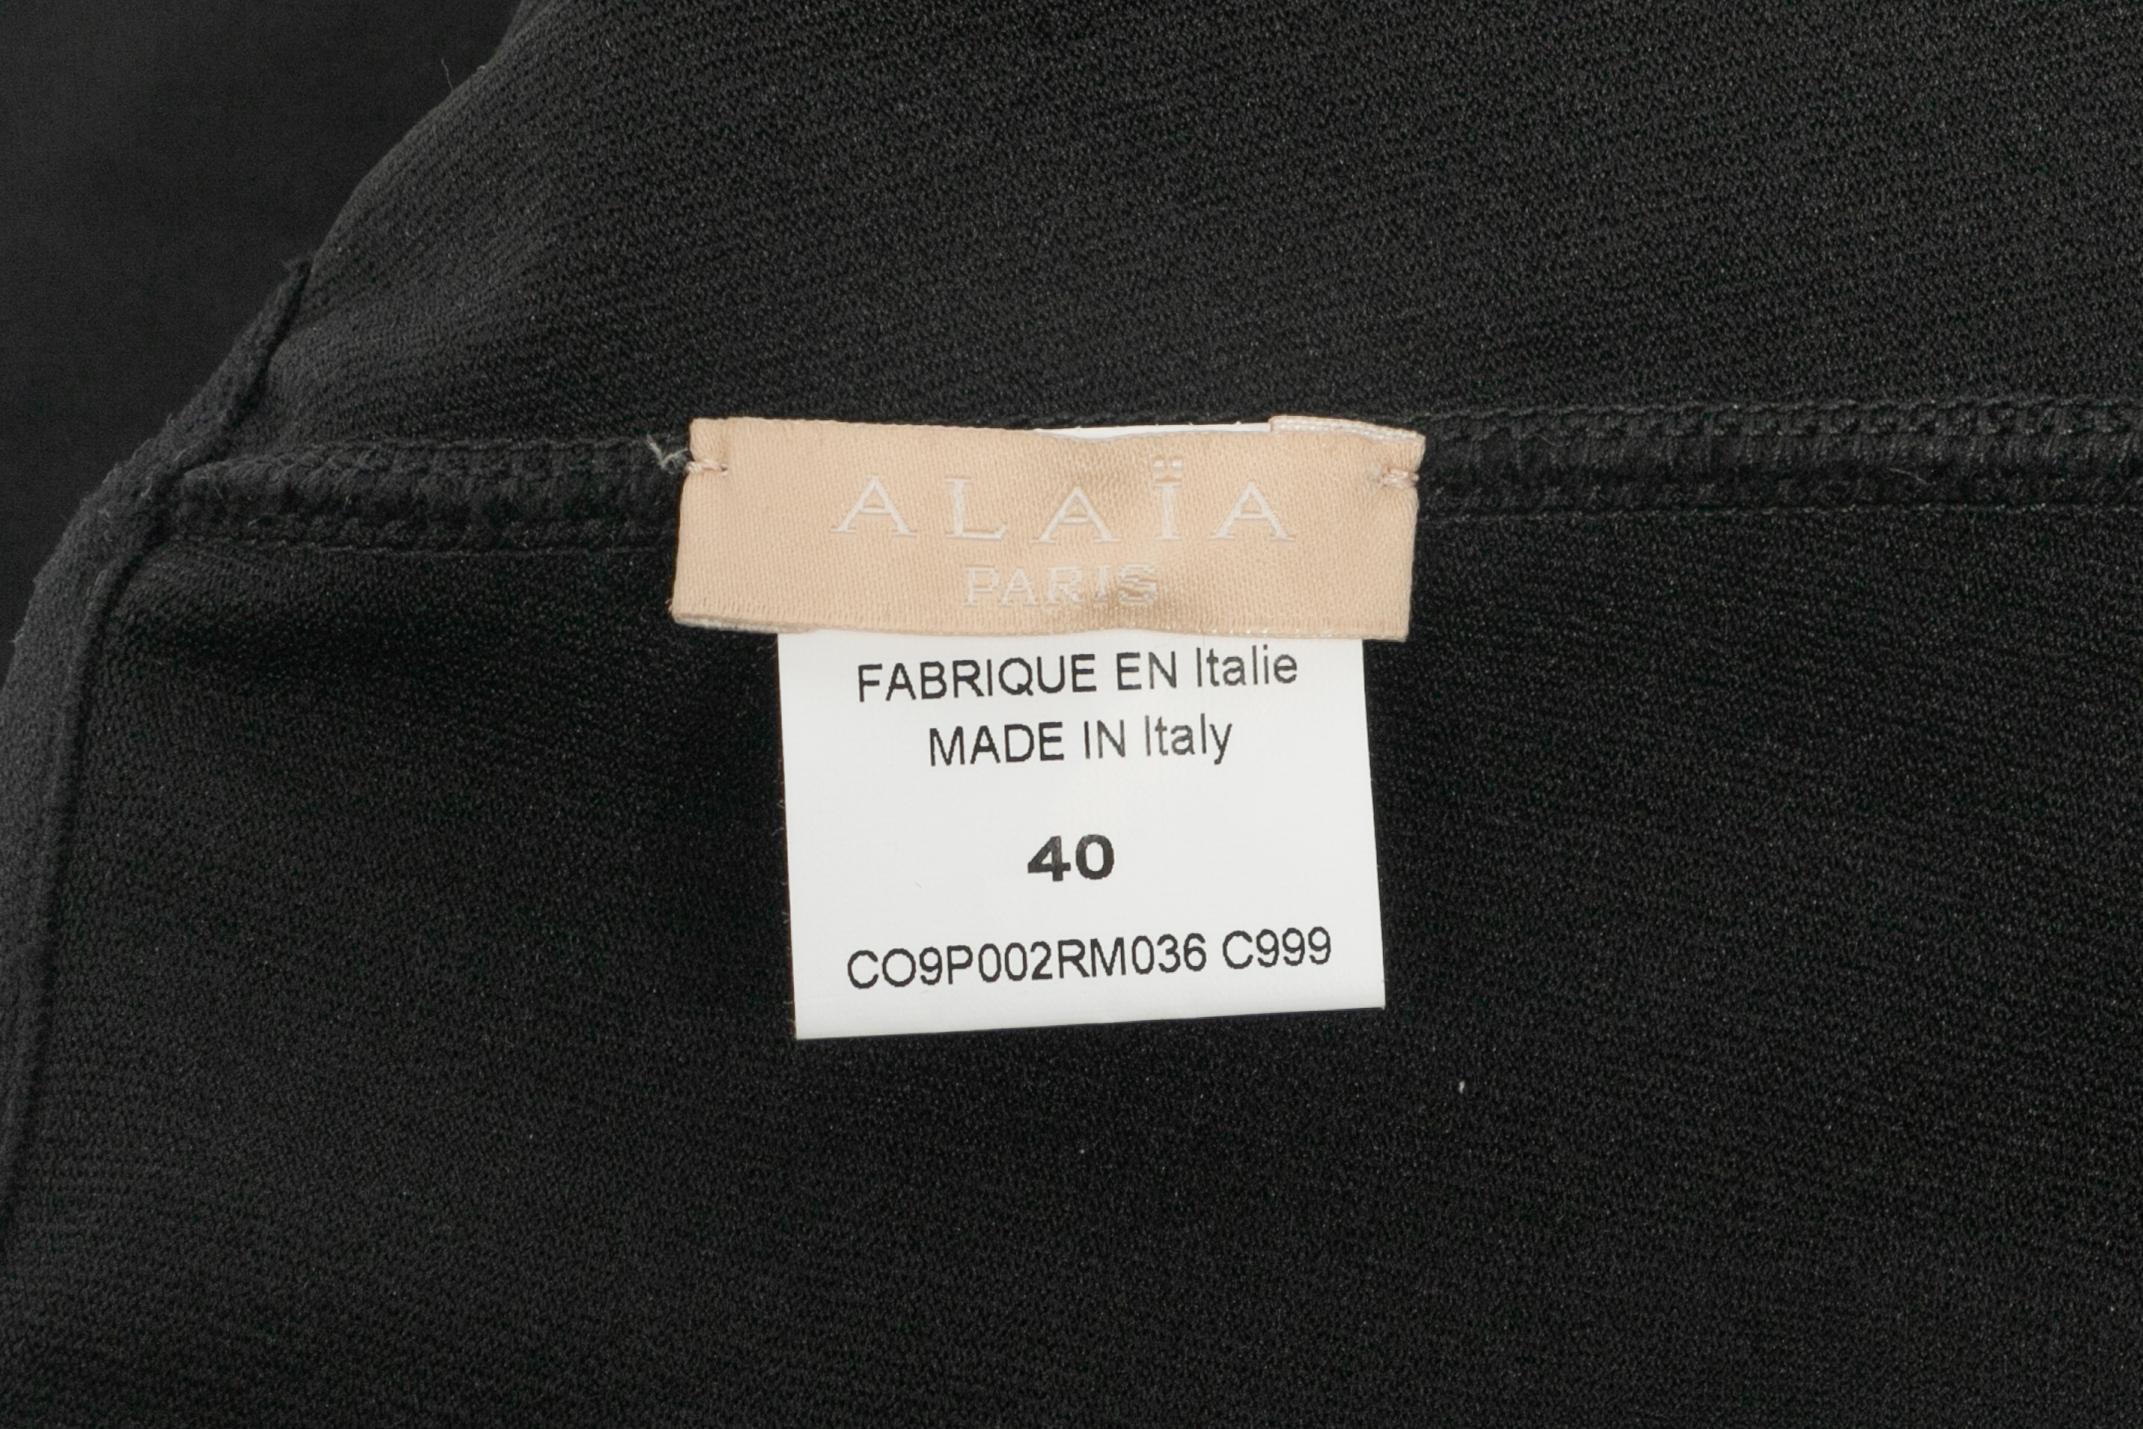 ALAÏA
PARIS
FABRIQUE EN Italie
MADE IN Italy
40
CO9P002RM036 C999